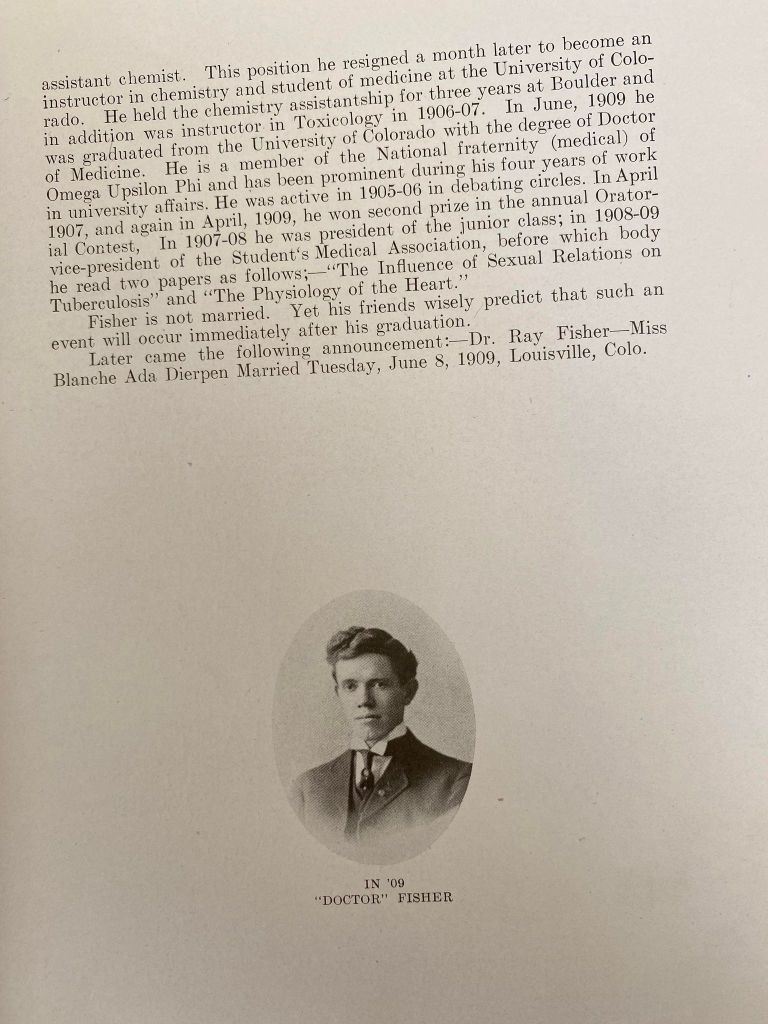 assistant chemist. This position he resigned a month later to become an
instructor in chemistry and student of medicine at the University of Colo-
rado. He held the chemistry assistantship for three years at Boulder and
in addition was instructor in Toxicology in 1906-07. In June, 1909 he
was graduated from the University of Colorado with the degree of Doctor
of Medicine. He is a member of the National fraternity (medical) of
Omega Upsilon Phi and has been prominent during his four years of work
in university affairs. He was active in 1905-06 in debating circles. In April
1907, and again in April, 1909, he won second prize in the annual Orator-
ial Contest, In 1907-08 he was president of the junior class; in 1908-09
vice-president of the Student's Medical Association, before which body
he read two papers as follows;—"The Influence of Sexual Relations on
Tuberculosis" and "The Physiology of the Heart."
Fisher is not married. Yet his friends wisely predict that such an
event will occur immediately after his graduation.
Later came the following announcement:—Dr. Ray Fisher—Miss
Blanche Ada Dierpen Married Tuesday, June 8, 1909, Louisville, Colo.
IN '09
"DOCTOR" FISHER